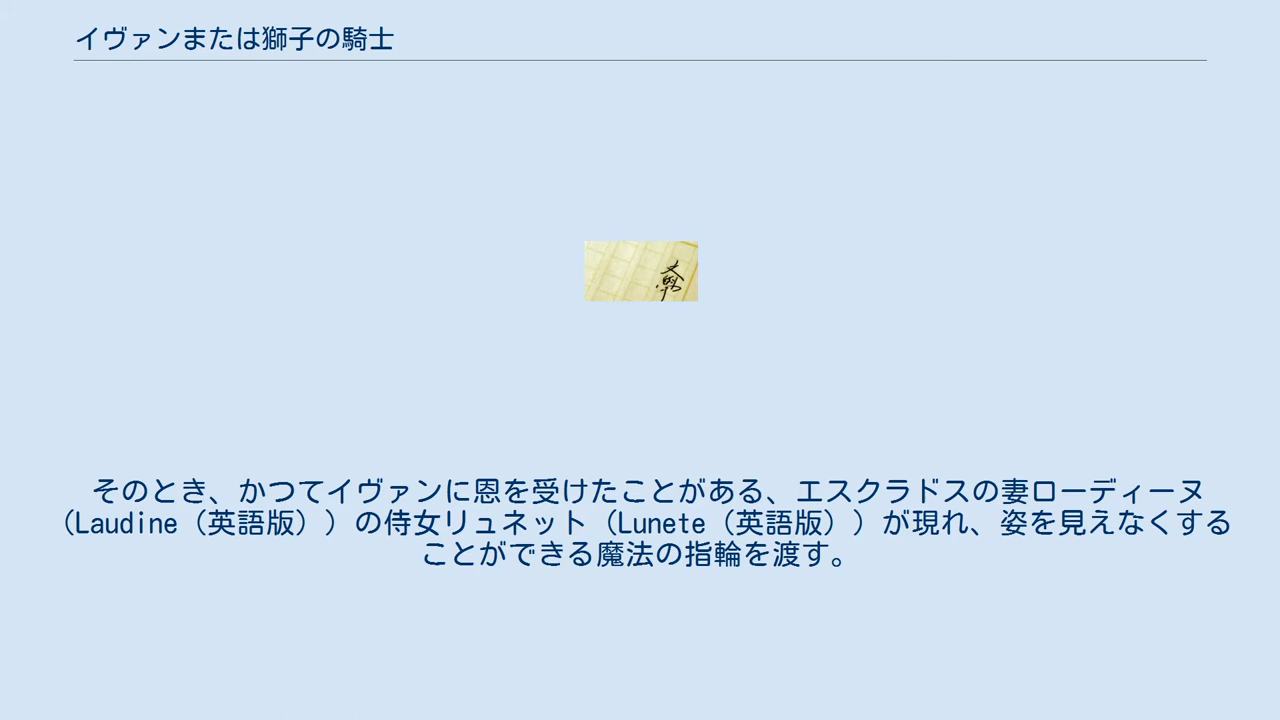 イヴァンまたは獅子の騎士
そのとき、かつてイヴァンに恩を受けたことがある、エスクラドスの妻ローディーヌ
（Laudine（英語版））の侍女リュネット（Lunete（英語版））が現れ、姿を見えなくする
ことができる魔法の指輪を渡す。